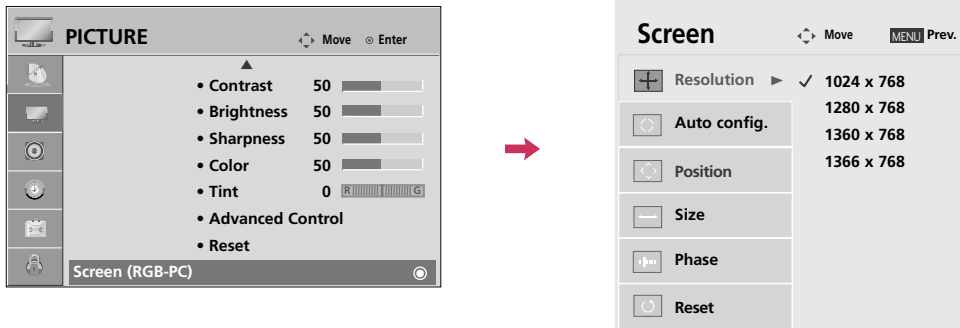 PICTURE
Move
Enter
• Contrast 50
• Brightness 50
• Sharpness 50
• Color 50
• Tint 0 R G
• Advanced Control
• Reset
Screen (RGB-PC)
Screen
Move
MENU Prev.
Resolution
1024 x 768
1280 x 768
1360 x 768
1366 x 768
Auto config.
Position
Size
Phase
Reset